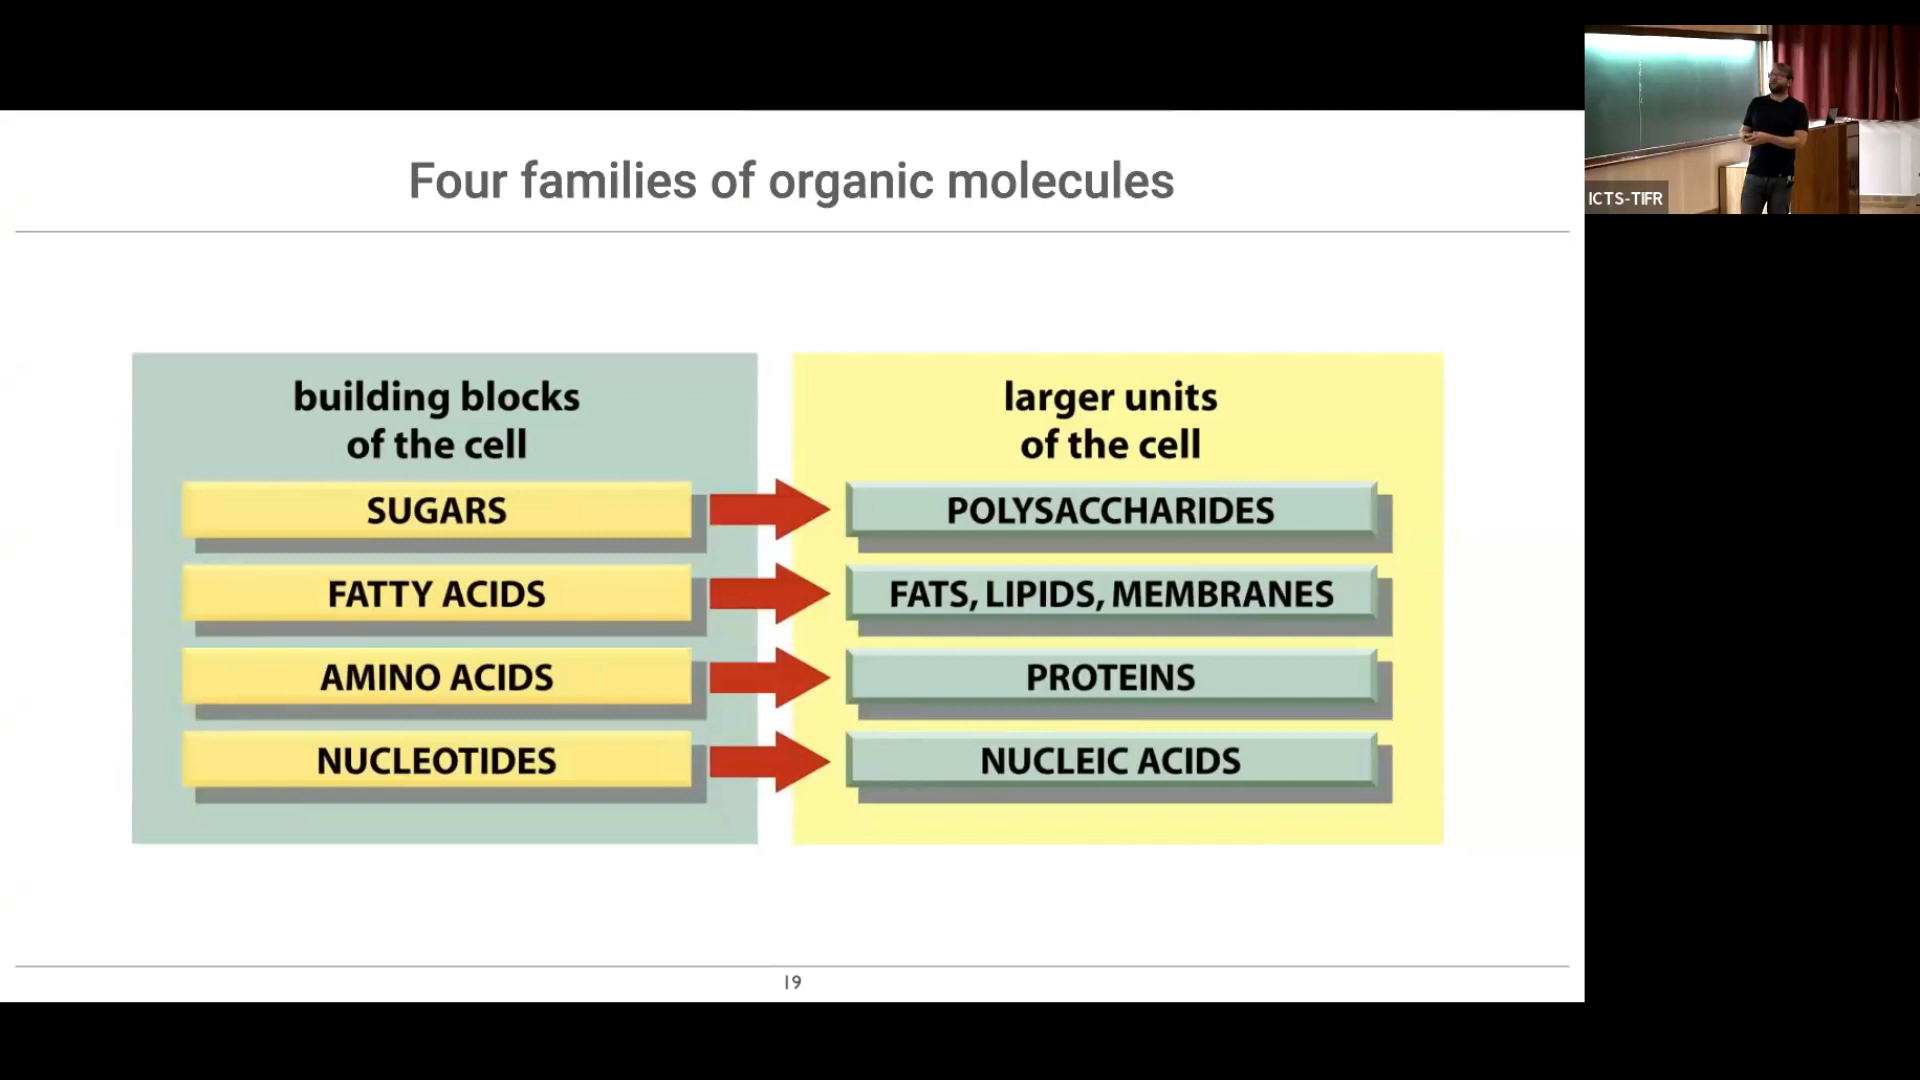 Four families of organic molecules
building blocks
of the cell
larger units
of the cell
SUGARS
POLYSACCHARIDES
FATTY ACIDS
FATS, LIPIDS, MEMBRANES
AMINO ACIDS
PROTEINS
NUCLEOTIDES
NUCLEIC ACIDS
19
ICTS-TIFR